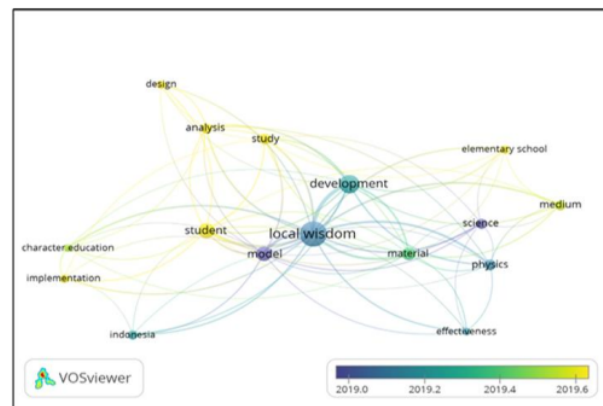 design
analysis
study
elementary school
development
medium
science
student
local wisdom
character education
model
material
physics
implementation
indonesia
effectiveness
VOSviewer
2019.0 2019.2 2019.4 2019.6